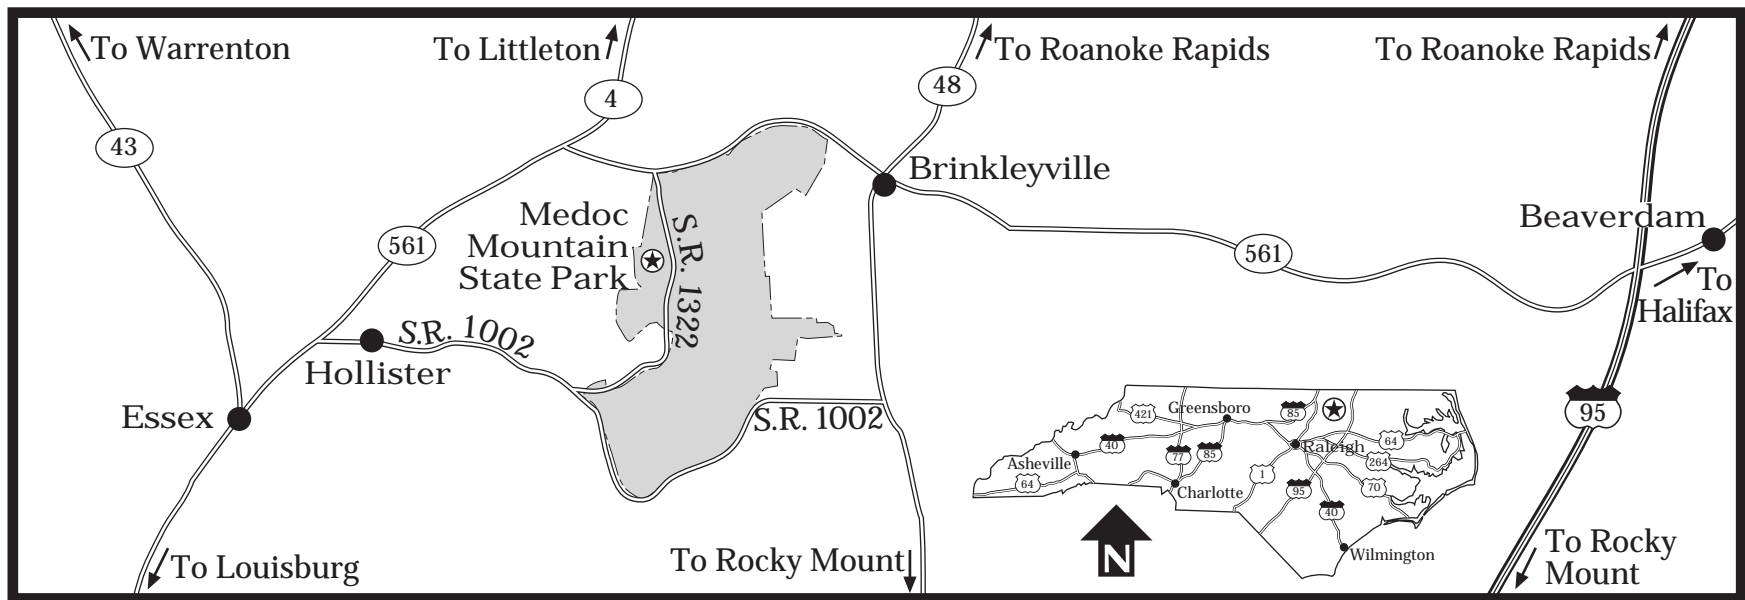 To Warrenton
To Littleton
To Roanoke Rapids
To Roanoke Rapids
4
48
43
Brinkleyville
Medoc
Mountain
State Park
S.R. 1322
561
561
Beaverdam
To
Halifax
S.R. 1002
Hollister
Essex
S.R. 1002
95
421
Greensboro
85
40
77
85
Raleigh
64
264
Asheville
64
Charlotte
1
95
70
40
Wilmington
N
To Louisburg
To Rocky Mount
To Rocky
Mount